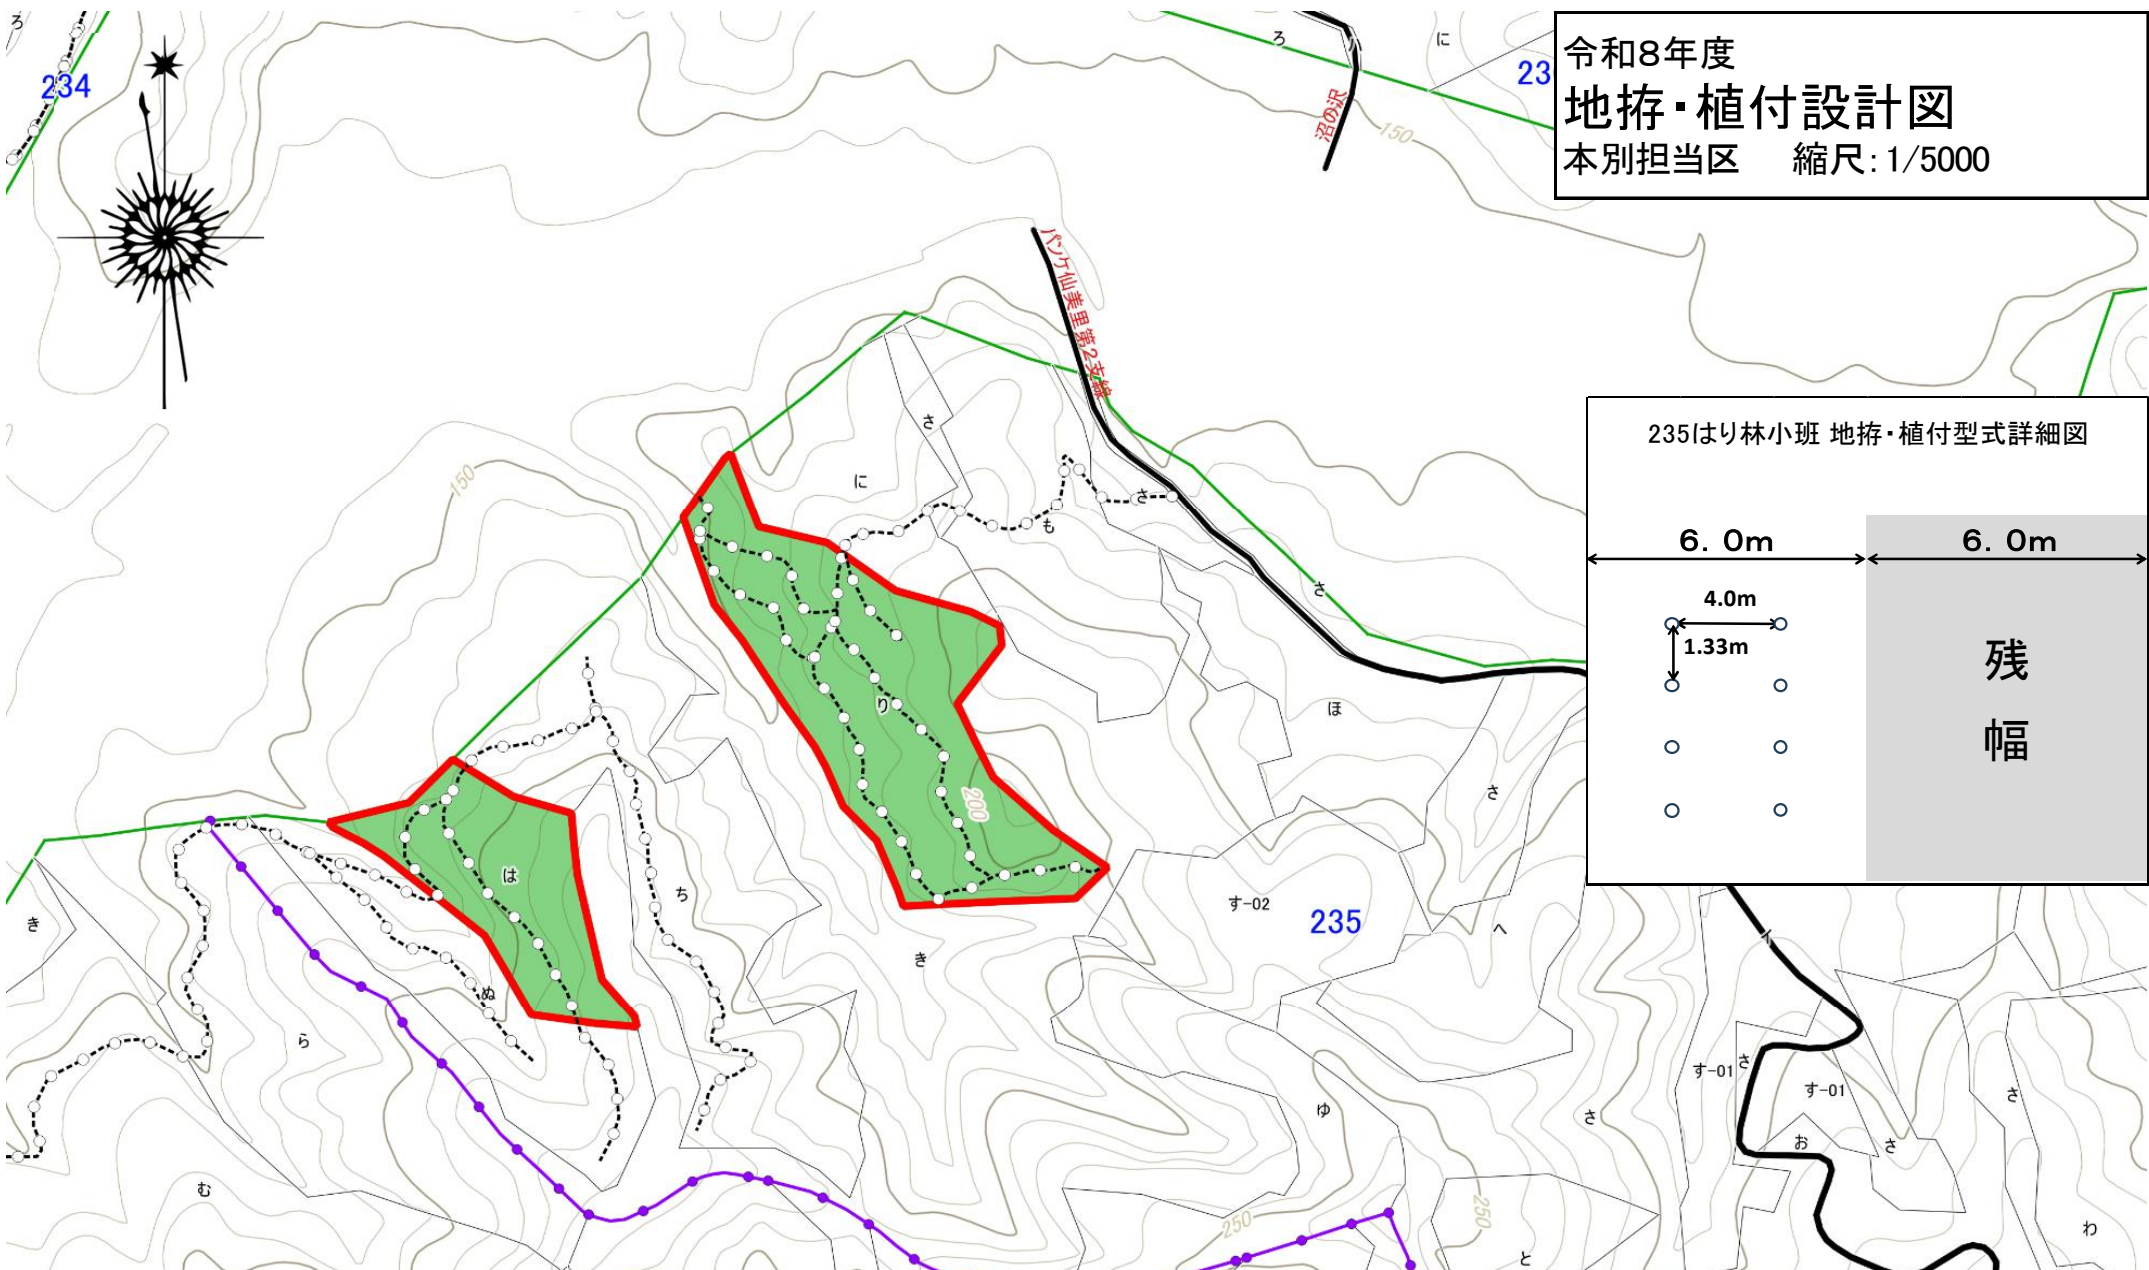 令和8年度
地拵・植付設計図
本別担当区 縮尺:1/5000
ろ
234
ろ
ハ
に
23
沼の沢
150
パンケ仙美里第2支線
235はり林小班 地拵・植付型式詳細図
6.0m
6.0m
4.0m
1.33m
残
幅
さ
に
150
さ
も
さ
り
ほ
200
さ
は
ち
す-02
235
へ
き
き
イ
ぬ
ら
す-01
さ
す-01
さ
ゆ
さ
お
さ
む
250
250
と
わ